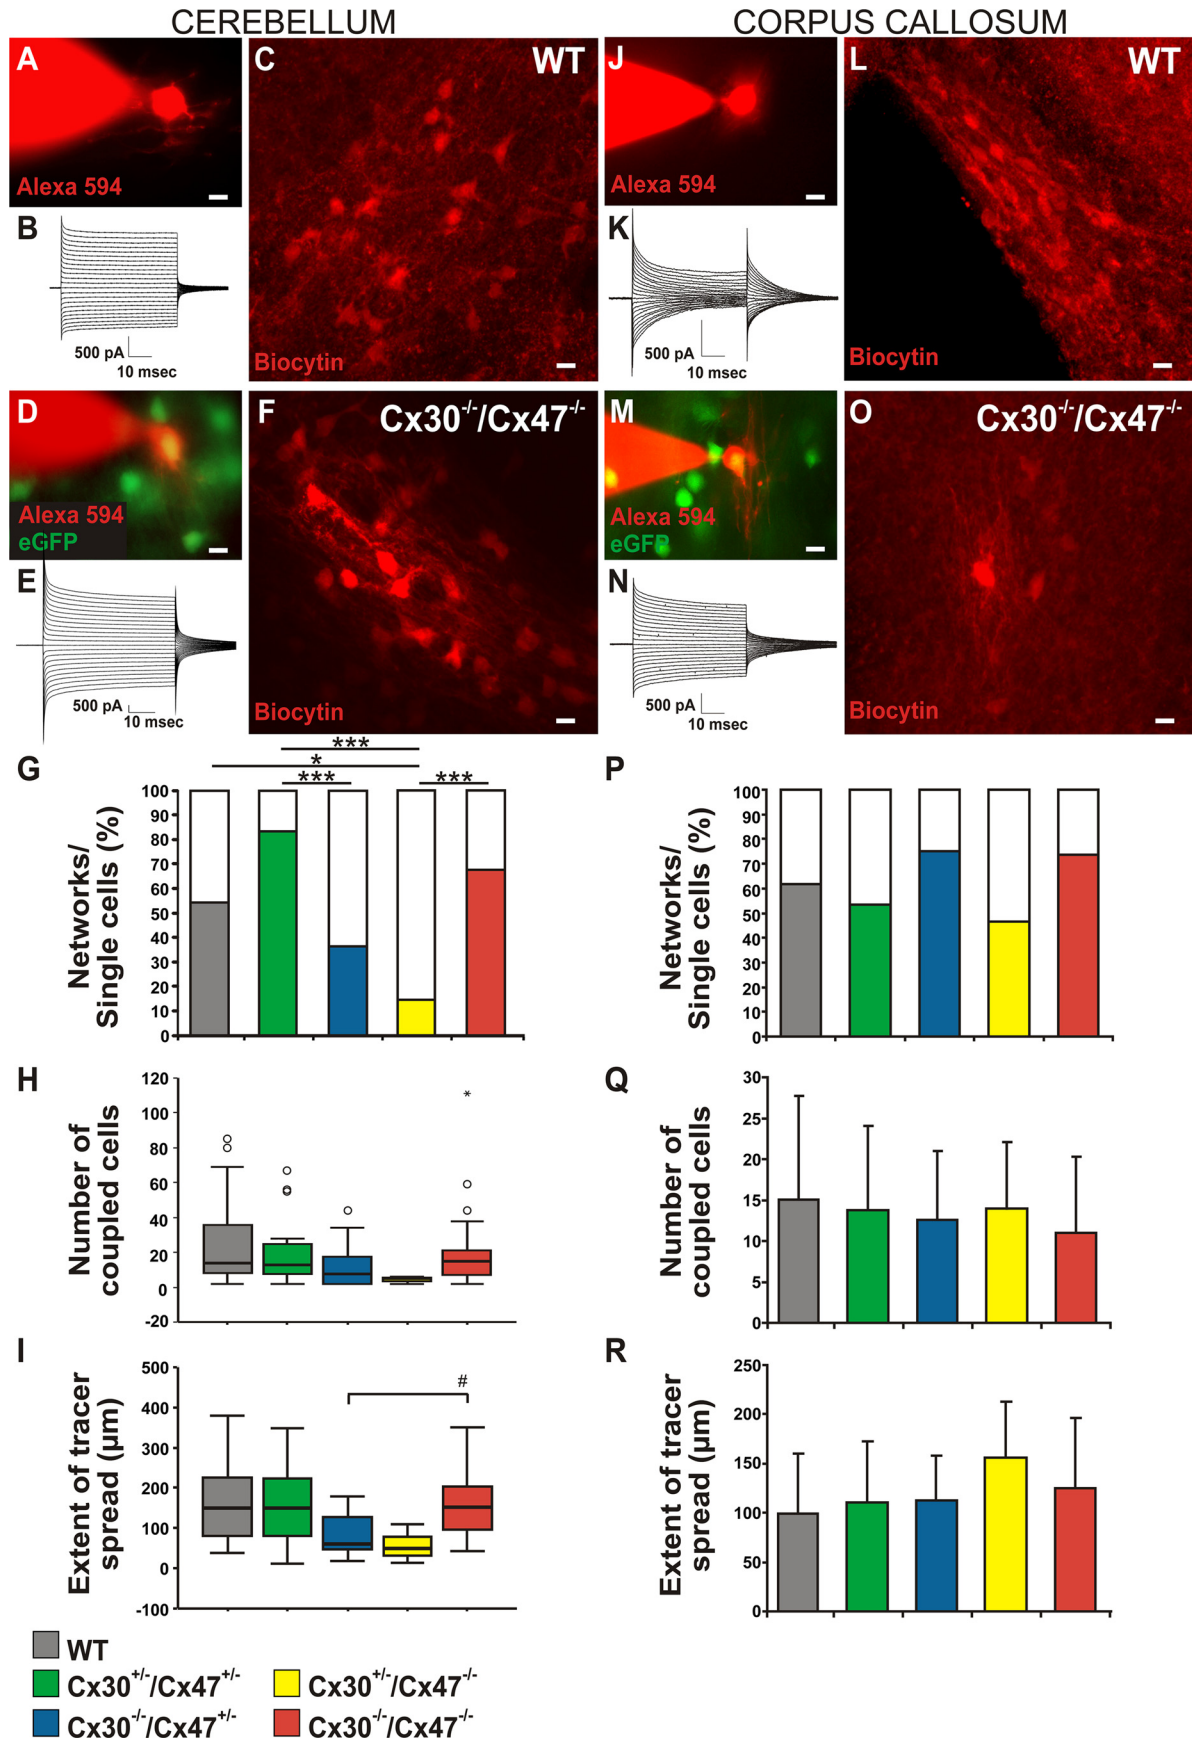 CEREBELLUM CORPUS CALLOSUM
A C WT J L WT
Alexa 594 Alexa 594
B K
500 pA
10 msec
Biocytin
500 pA
10 msec
Biocytin
D F Cx30-/-/Cx47-/- M O Cx30-/-/Cx47-/-
Alexa 594
eGFP
Alexa 594
eGFP
E N
500 pA
10 msec
Biocytin
500 pA
10 msec
Biocytin
G
***
*
*** ***
Networks/
Single cells (%)
100
90
80
70
60
50
40
30
20
10
0
P
Networks/
Single cells (%)
100
90
80
70
60
50
40
30
20
10
0
H
Number of
coupled cells
120
100
80
60
40
20
0
-20
*
Q
Number of
coupled cells
30
25
20
15
10
5
0
I
Extent of tracer
spread (µm)
500
400
300
200
100
0
-100
#
R
Extent of tracer
spread (µm)
250
200
150
100
50
0
WT
Cx30+/-/Cx47+/- Cx30+/-/Cx47-/-
Cx30-/-/Cx47+/- Cx30-/-/Cx47-/-